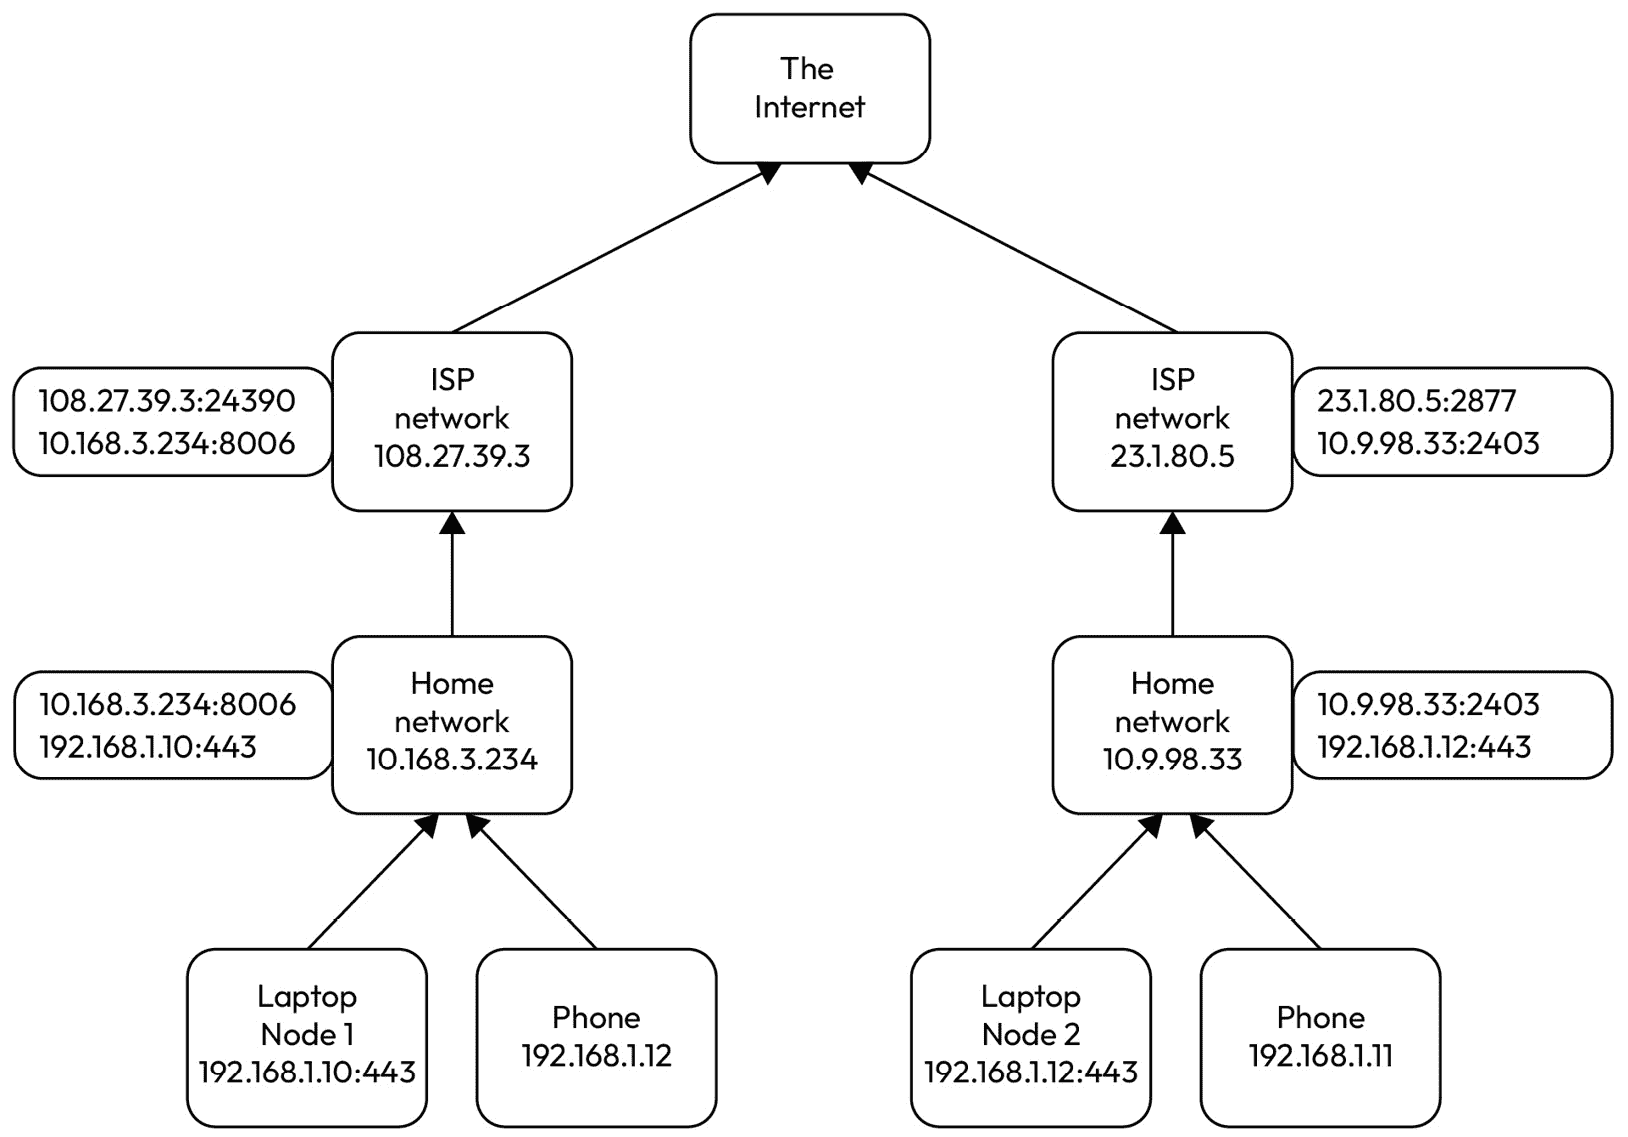 The
Internet
108.27.39.3:24390
10.168.3.234:8006
ISP
network
108.27.39.3
ISP
network
23.1.80.5
23.1.80.5:2877
10.9.98.33:2403
10.168.3.234:8006
192.168.1.10:443
Home
network
10.168.3.234
Home
network
10.9.98.33
10.9.98.33:2403
192.168.1.12:443
Laptop
Node 1
192.168.1.10:443
Phone
192.168.1.12
Laptop
Node 2
192.168.1.12:443
Phone
192.168.1.11